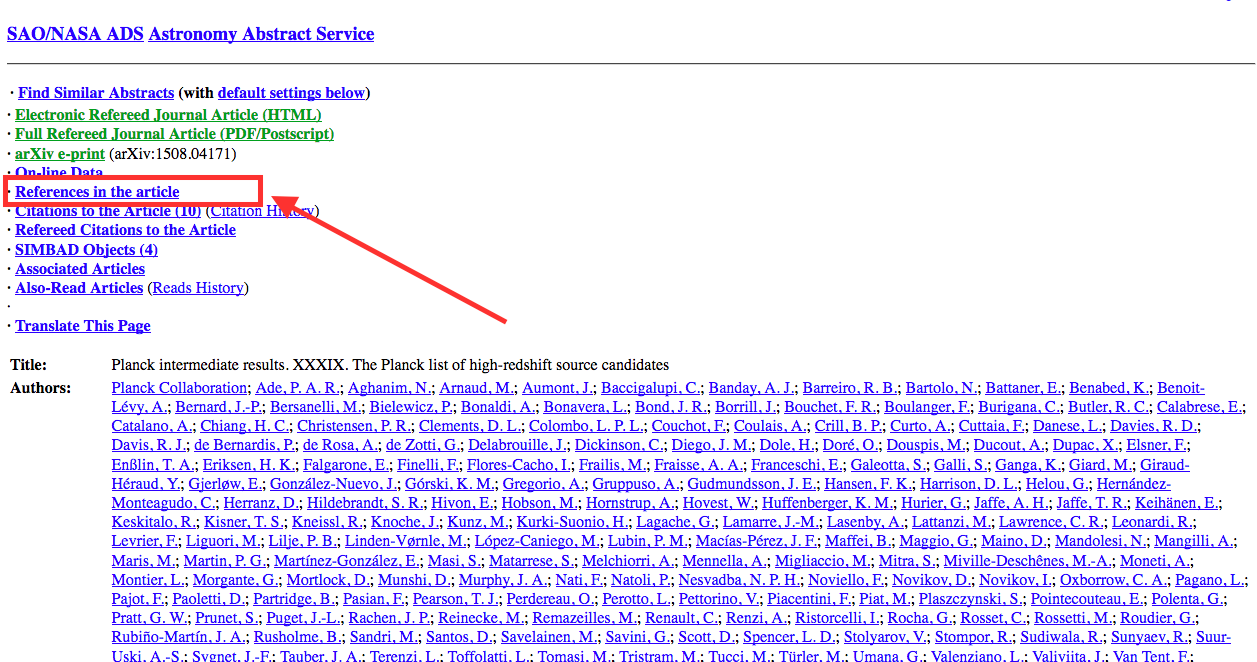 SAO/NASA ADS Astronomy Abstract Service
· Find Similar Abstracts (with default settings below)
· Electronic Refereed Journal Article (HTML)
· Full Refereed Journal Article (PDF/Postscript)
· arXiv e-print (arXiv:1508.04171)
· On-line Data
· References in the article
· Citations to the Article (10) (Citation History)
· Refereed Citations to the Article
· SIMBAD Objects (4)
· Associated Articles
· Also-Read Articles (Reads History)
·
· Translate This Page
Title: Planck intermediate results. XXXIX. The Planck list of high-redshift source candidates
Authors: Planck Collaboration; Ade, P. A. R.; Aghanim, N.; Arnaud, M.; Aumont, J.; Baccigalupi, C.; Banday, A. J.; Barreiro, R. B.; Bartolo, N.; Battaner, E.; Benabed, K.; Benoit-
Lévy, A.; Bernard, J.-P.; Bersanelli, M.; Bielewicz, P.; Bonaldi, A.; Bonavera, L.; Bond, J. R.; Borrill, J.; Bouchet, F. R.; Boulanger, F.; Burigana, C.; Butler, R. C.; Calabrese, E.;
Catalano, A.; Chiang, H. C.; Christensen, P. R.; Clements, D. L.; Colombo, L. P. L.; Couchot, F.; Coulais, A.; Crill, B. P.; Curto, A.; Cuttaia, F.; Danese, L.; Davies, R. D.;
Davis, R. J.; de Bernardis, P.; de Rosa, A.; de Zotti, G.; Delabrouille, J.; Dickinson, C.; Diego, J. M.; Dole, H.; Doré, O.; Douspis, M.; Ducout, A.; Dupac, X.; Elsner, F.;
Enßlin, T. A.; Eriksen, H. K.; Falgarone, E.; Finelli, F.; Flores-Cacho, I.; Frailis, M.; Fraisse, A. A.; Franceschi, E.; Galeotta, S.; Galli, S.; Ganga, K.; Giard, M.; Giraud-
Héraud, Y.; Gjerløw, E.; González-Nuevo, J.; Górski, K. M.; Gregorio, A.; Gruppuso, A.; Gudmundsson, J. E.; Hansen, F. K.; Harrison, D. L.; Helou, G.; Hernández-
Monteagudo, C.; Herranz, D.; Hildebrandt, S. R.; Hivon, E.; Hobson, M.; Hornstrup, A.; Hovest, W.; Huffenberger, K. M.; Hurier, G.; Jaffe, A. H.; Jaffe, T. R.; Keihänen, E.;
Keskitalo, R.; Kisner, T. S.; Kneissl, R.; Knoche, J.; Kunz, M.; Kurki-Suonio, H.; Lagache, G.; Lamarre, J.-M.; Lasenby, A.; Lattanzi, M.; Lawrence, C. R.; Leonardi, R.;
Levrier, F.; Liguori, M.; Lilje, P. B.; Linden-Vørnle, M.; López-Caniego, M.; Lubin, P. M.; Macías-Pérez, J. F.; Maffei, B.; Maggio, G.; Maino, D.; Mandolesi, N.; Mangilli, A.;
Maris, M.; Martin, P. G.; Martínez-González, E.; Masi, S.; Matarrese, S.; Melchiorri, A.; Mennella, A.; Migliaccio, M.; Mitra, S.; Miville-Deschênes, M.-A.; Moneti, A.;
Montier, L.; Morgante, G.; Mortlock, D.; Munshi, D.; Murphy, J. A.; Nati, F.; Natoli, P.; Nesvadba, N. P. H.; Noviello, F.; Novikov, D.; Novikov, I.; Oxborrow, C. A.; Pagano, L.;
Pajot, F.; Paoletti, D.; Partridge, B.; Pasian, F.; Pearson, T. J.; Perdereau, O.; Perotto, L.; Pettorino, V.; Piacentini, F.; Piat, M.; Plaszczynski, S.; Pointecouteau, E.; Polenta, G.;
Pratt, G. W.; Prunet, S.; Puget, J.-L.; Rachen, J. P.; Reinecke, M.; Remazeilles, M.; Renault, C.; Renzi, A.; Ristorcelli, I.; Rocha, G.; Rosset, C.; Rossetti, M.; Roudier, G.;
Rubiño-Martín, J. A.; Rusholme, B.; Sandri, M.; Santos, D.; Savelainen, M.; Savini, G.; Scott, D.; Spencer, L. D.; Stolyarov, V.; Stompor, R.; Sudiwala, R.; Sunyaev, R.; Suur-
Uski, A.-S.; Sygnet, J.-F.; Tauber, J. A.; Terenzi, L.; Toffolatti, L.; Tomasi, M.; Tristram, M.; Tucci, M.; Türler, M.; Umana, G.; Valenziano, L.; Valiviita, J.; Van Tent, F.;